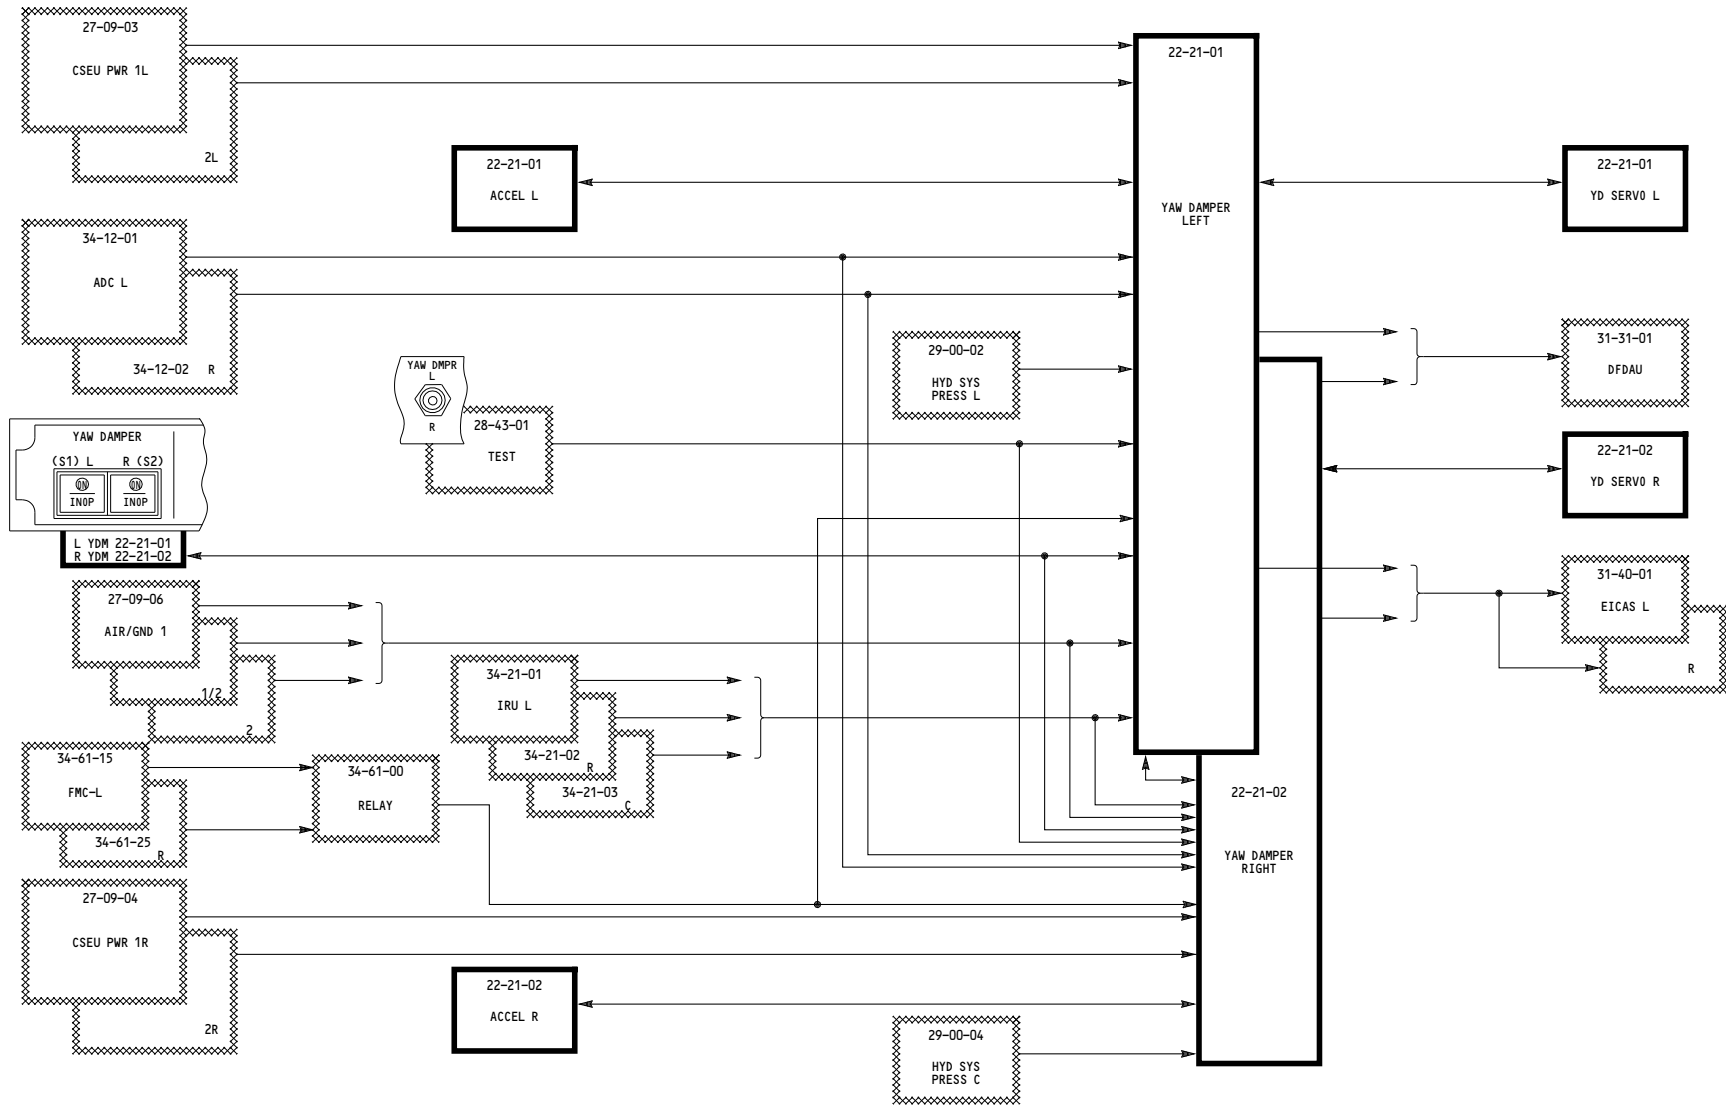 27-09-03
CSEU PWR 1L
2L
22-21-01
ACCEL L
34-12-01
ADC L
34-12-02 R
YAW DMPR
L
R
28-43-01
TEST
29-00-02
HYD SYS
PRESS L
YAW DAMPER
(S1) L R (S2)
ON ON
INOP INOP
L YDM 22-21-01
R YDM 22-21-02
27-09-06
AIR/GND 1
1/2
2
34-21-01
IRU L
34-21-02
R
34-21-03
C
34-61-15
FMC-L
34-61-25
R
34-61-00
RELAY
27-09-04
CSEU PWR 1R
2R
22-21-02
ACCEL R
29-00-04
HYD SYS
PRESS C
22-21-01
YAW DAMPER
LEFT
22-21-02
YAW DAMPER
RIGHT
22-21-01
YD SERVO L
31-31-01
DFDAU
22-21-02
YD SERVO R
31-40-01
EICAS L
R